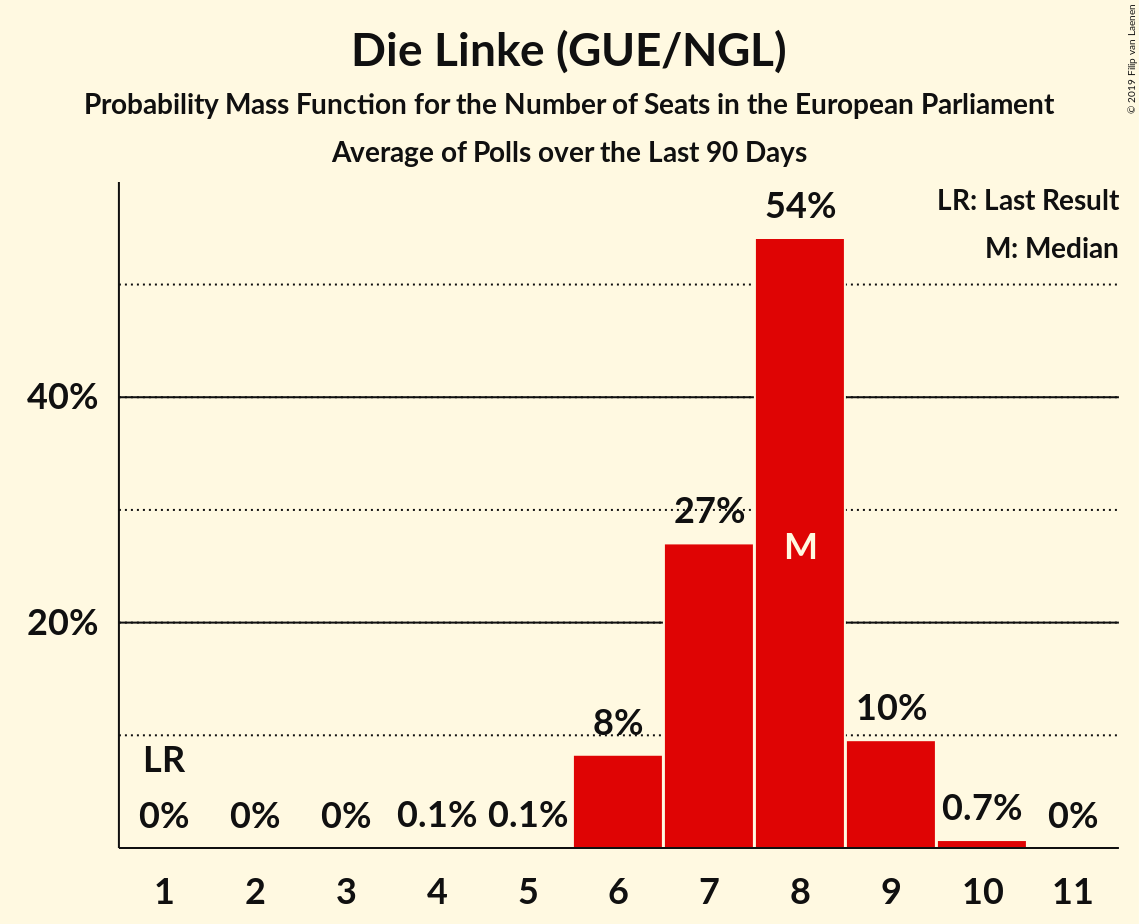 Die Linke (GUE/NGL)
Probability Mass Function for the Number of Seats in the European Parliament
Average of Polls over the Last 90 Days
© 2019 Filip van Laenen
LR: Last Result
M: Median
54%
40%
27%
M
20%
8%
10%
LR
0%
0%
0%
0.1%
0.1%
0.7%
0%
1 2 3 4 5 6 7 8 9 10 11